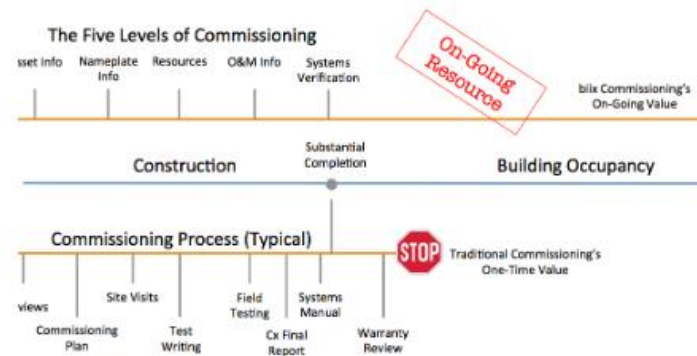 The Five Levels of Commissioning
sset Info
Nameplate
Info
Resources
O&M Info
Systems
Verification
On-Going
Resource
biix Commissioning's
On-Going Value
Construction
Substantial
Completion
Building Occupancy
Commissioning Process (Typical)
STOP
Traditional Commissioning's
One-Time Value
views
Commissioning
Plan
Site Visits
Test
Writing
Field
Testing
Cx Final
Report
Systems
Manual
Warranty
Review